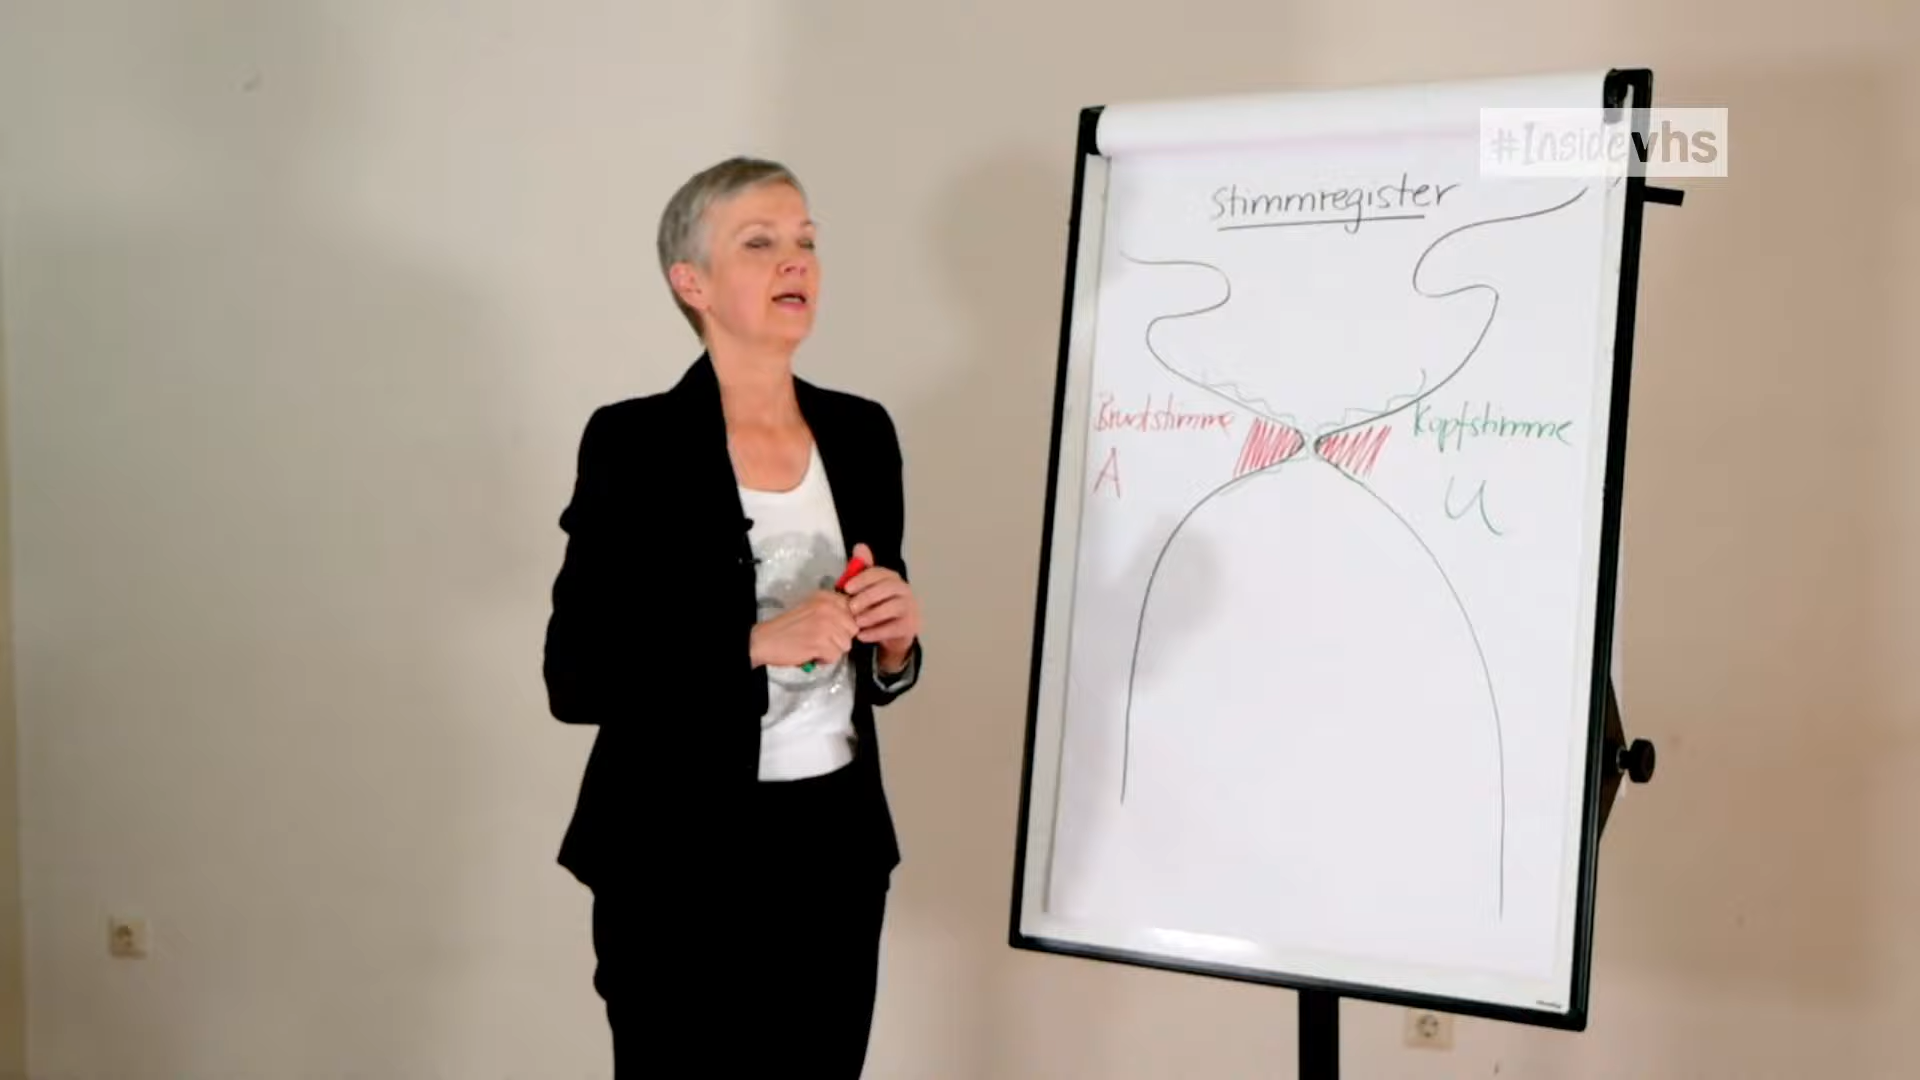 #Insidevhs
Stimmregister
Bruststimme
Kopfstimme
A
U